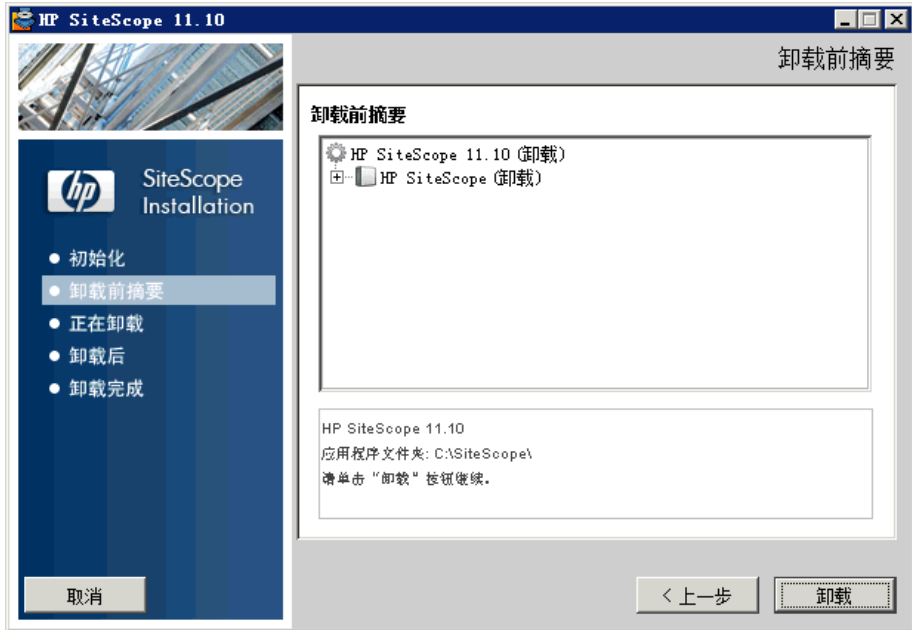 HP SiteScope 11.10
卸载前摘要
hp
SiteScope
Installation
初始化
卸载前摘要
正在卸载
卸载后
卸载完成
取消
卸载前摘要
HP SiteScope 11.10 (卸载)
HP SiteScope (卸载)
HP SiteScope 11.10
应用程序文件夹: C:\SiteScope\
请单击“卸载”按钮继续.
< 上一步
卸载